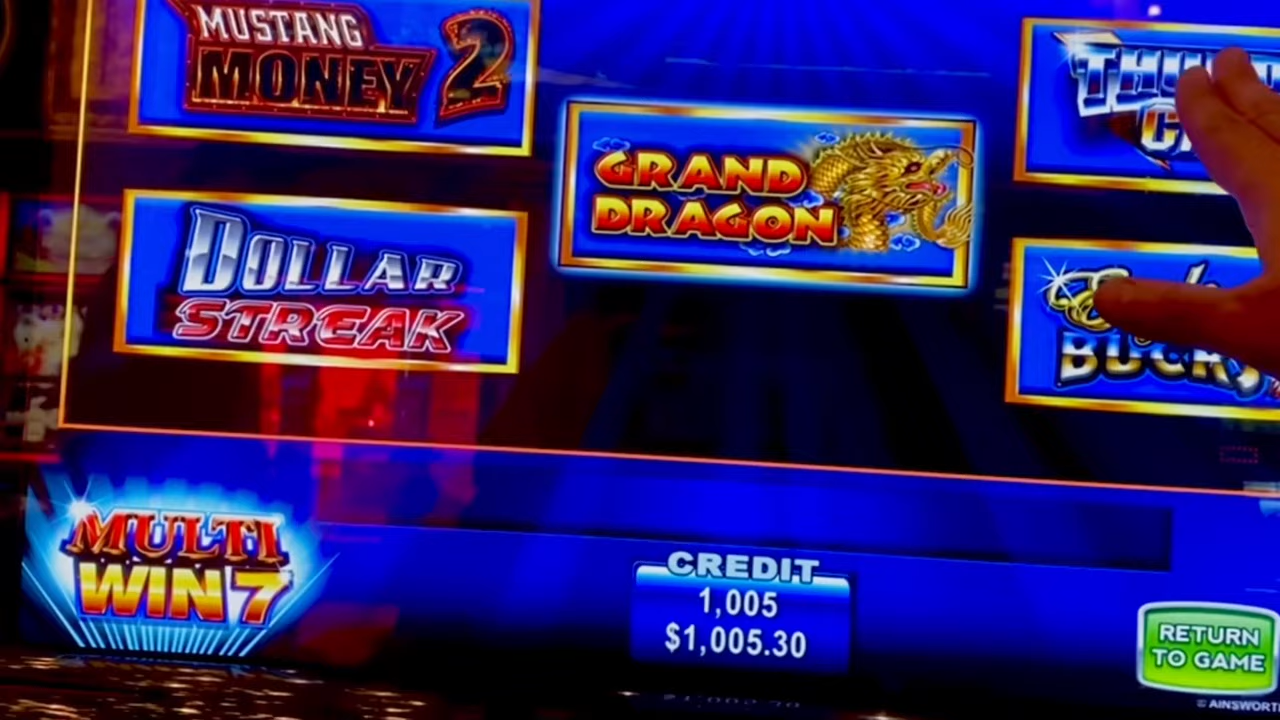 MUSTANG
MONEY 2
DOLLAR
STREAK
GRAND
DRAGON
BUCKS
MULTI
WIN 7
CREDIT
1,005
$1,005.30
RETURN
TO GAME